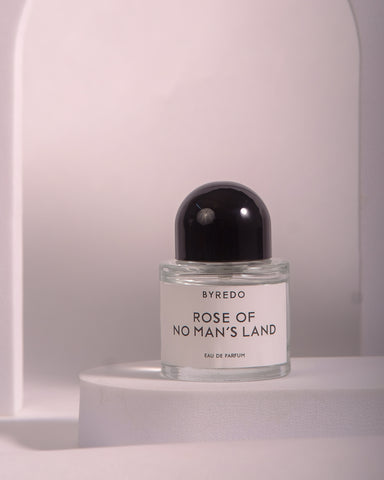 BYREDO
ROSE OF
NO MAN'S LAND
EAU DE PARFUM